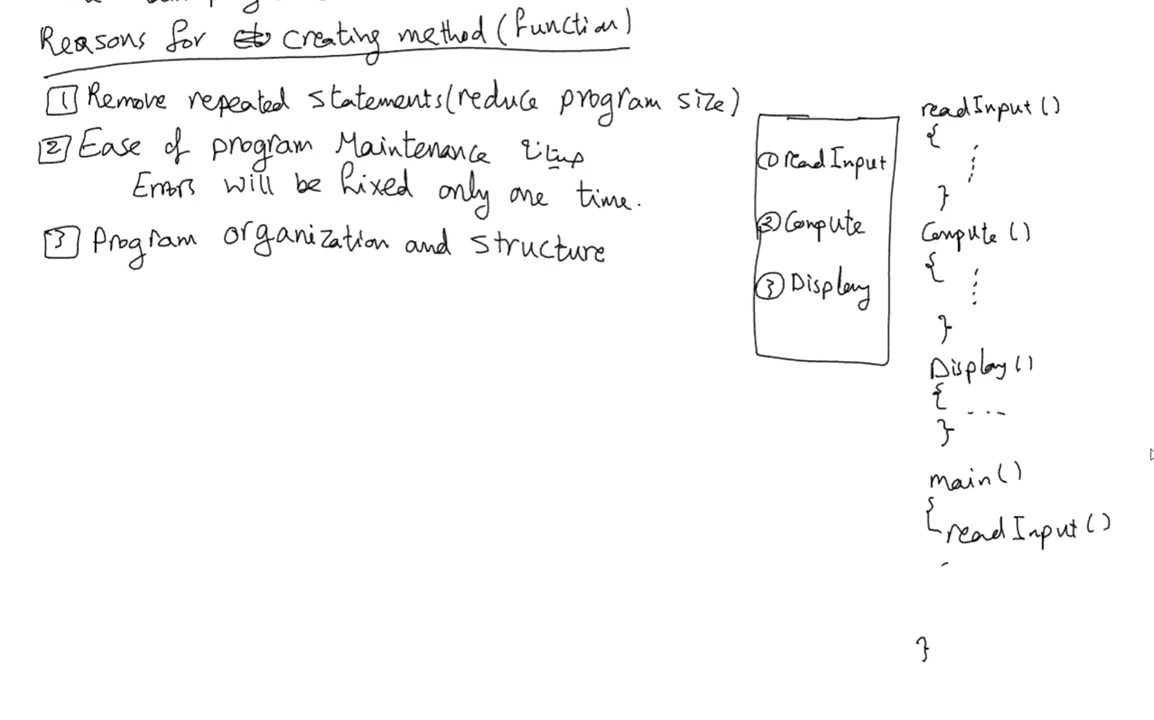 Reasons for creating method (function)
1 Remove repeated statements (reduce program size)
2 Ease of program Maintenance صيانة
Errors will be fixed only one time.
3 Program organization and structure
① readInput
② Compute
③ Display
readInput ()
{
⋮
}
Compute ()
{
⋮
}
Display ()
{ ...
}
main ()
{
readInput ()
}